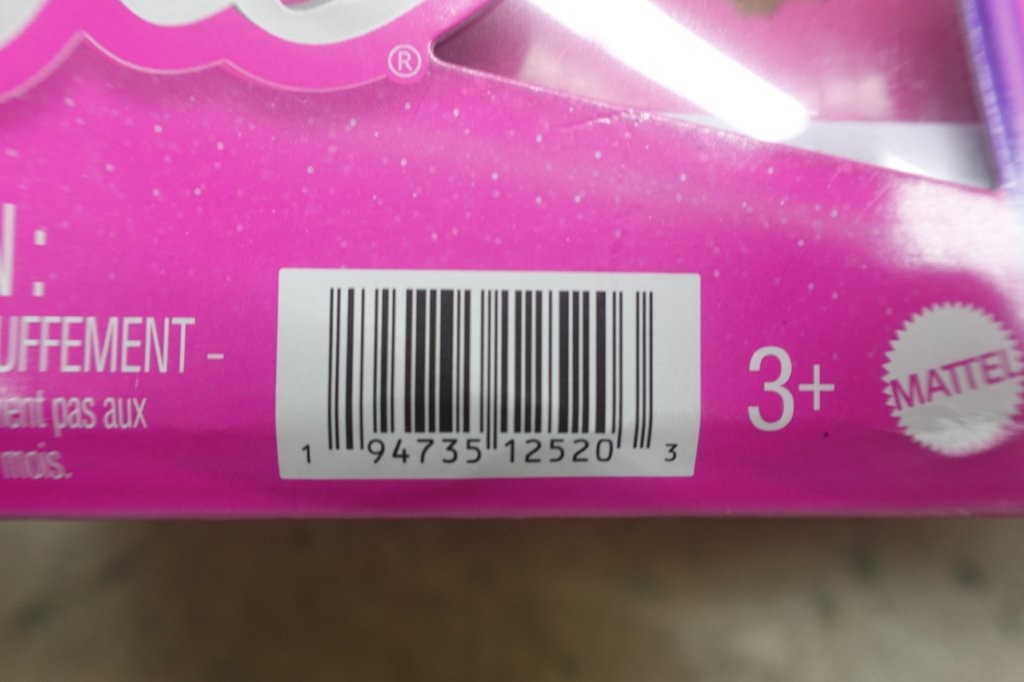 ®
N :
UFFEMENT -
ient pas aux
mois.
1 94735 12520 3
3+
MATTEL